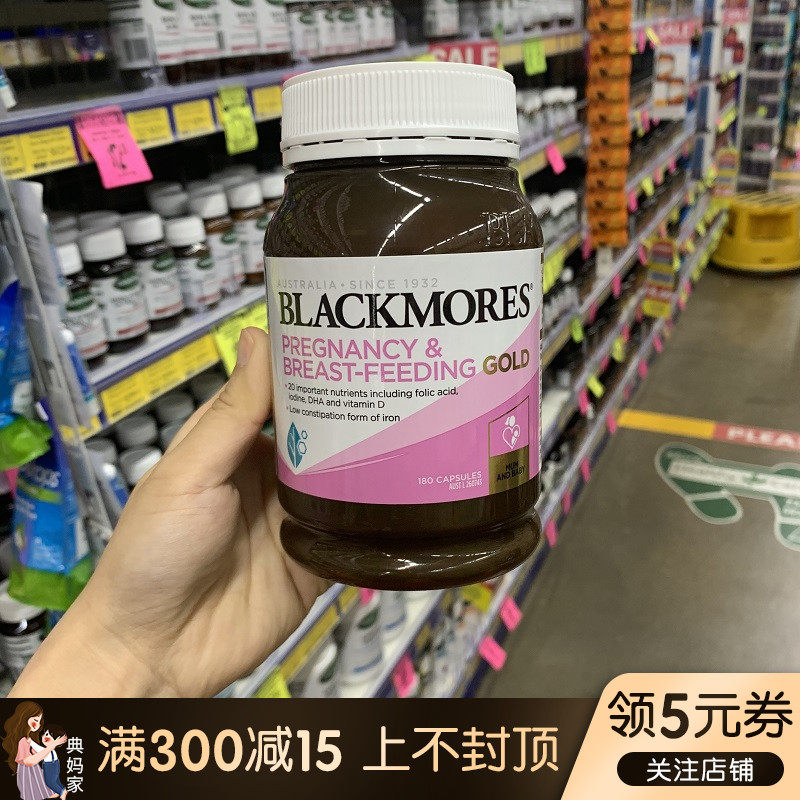 SALE
AUSTRALIA • SINCE 1932
BLACKMORES®
PREGNANCY &
BREAST-FEEDING GOLD
• 20 important nutrients including folic acid,
iodine, DHA and vitamin D
• Low constipation form of iron
MUM
AND BABY
180 CAPSULES
PLEA
典妈家
满300减15 上不封顶
领5元券
关注店铺